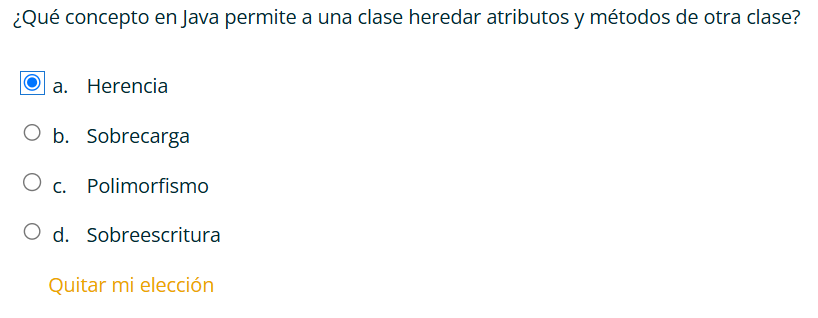 ¿Qué concepto en Java permite a una clase heredar atributos y métodos de otra clase?
a. Herencia
b. Sobrecarga
c. Polimorfismo
d. Sobreescritura
Quitar mi elección